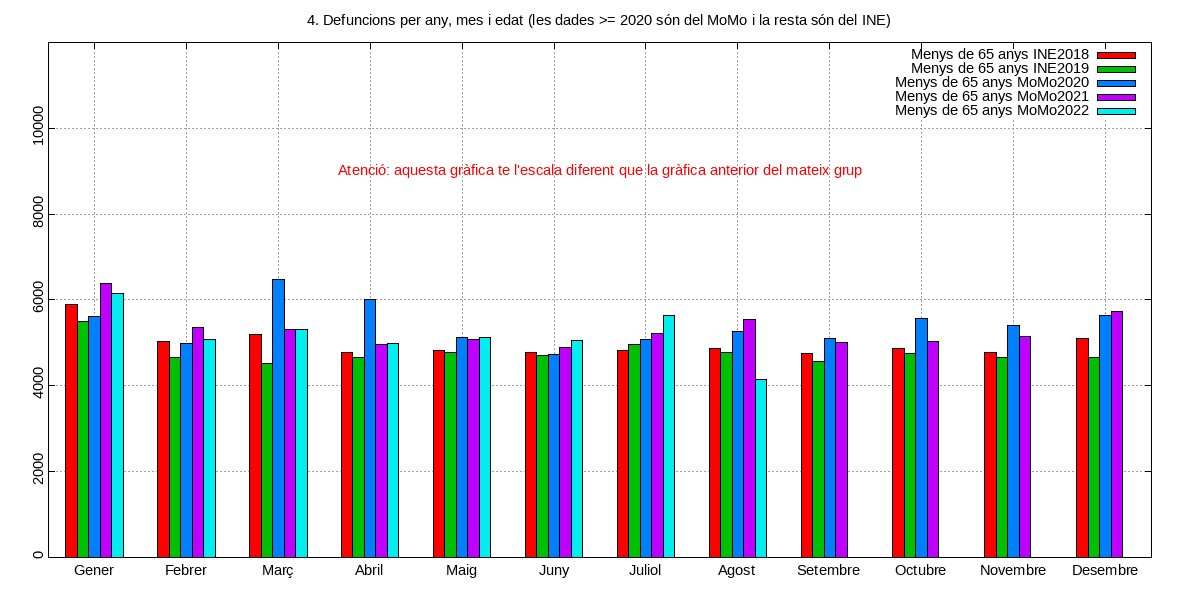 4. Defuncions per any, mes i edat (les dades >= 2020 són del MoMo i la resta són del INE)
Menys de 65 anys INE2018
Menys de 65 anys INE2019
Menys de 65 anys MoMo2020
Menys de 65 anys MoMo2021
Menys de 65 anys MoMo2022
Atenció: aquesta gràfica te l'escala diferent que la gràfica anterior del mateix grup
10000
8000
6000
4000
2000
0
Gener Febrer Març Abril Maig Juny Juliol Agost Setembre Octubre Novembre Desembre